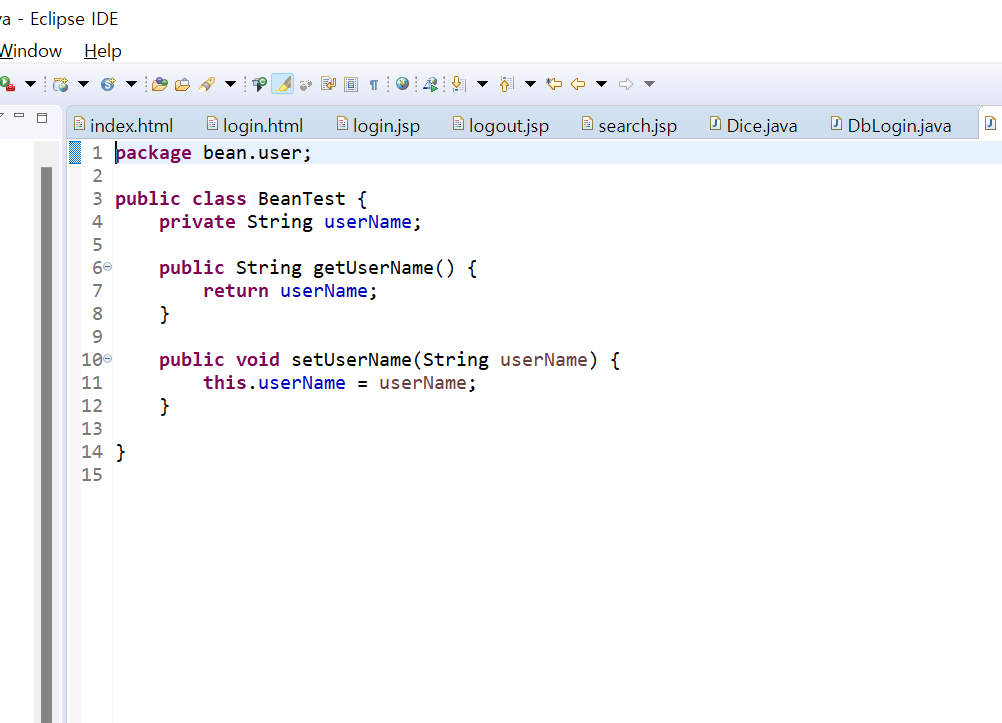 va - Eclipse IDE
Window Help
index.html login.html login.jsp logout.jsp search.jsp Dice.java DbLogin.java
1 package bean.user;
2
3 public class BeanTest {
4 private String userName;
5
6 public String getUserName() {
7 return userName;
8 }
9
10 public void setUserName(String userName) {
11 this.userName = userName;
12 }
13
14 }
15